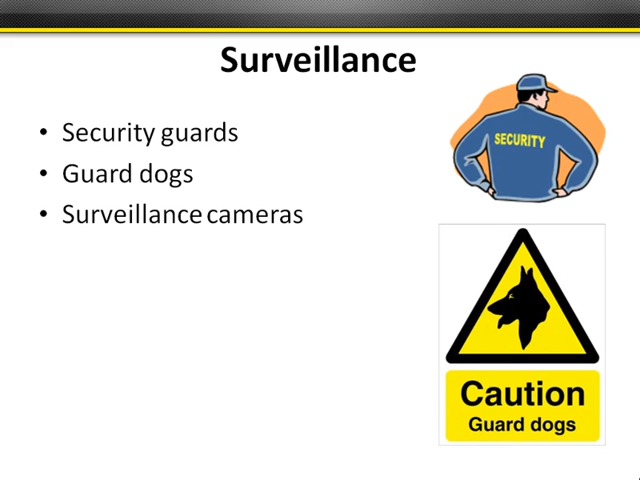 Surveillance
• Security guards
• Guard dogs
• Surveillance cameras
SECURITY
Caution
Guard dogs